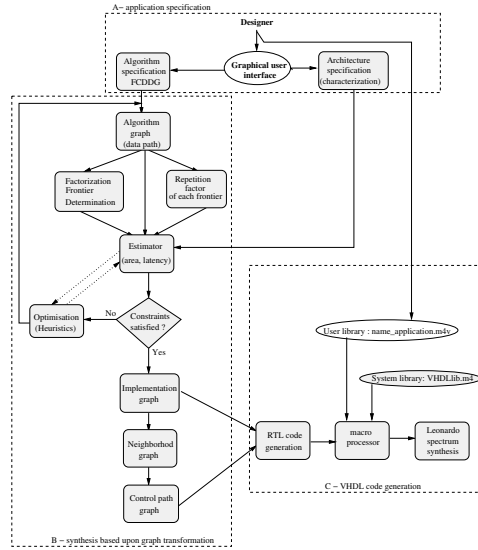 A− application specification
Designer
Algorithm
specification
FCDDG
Graphical user
interface
Architecture
specification
(characterization)
Algorithm
graph
(data path)
Factorization
Frontier
Determination
Repetition
factor
of each frontier
Estimator
(area, latency)
Optimisation
(Heuristics)
No
Constraints
satisfied ?
Yes
User library : name_application.m4v
System library: VHDLlib.m4
Implementation
graph
Neighborhod
graph
Control path
graph
RTL code
generation
macro
processor
Leonardo
spectrum
synthesis
C − VHDL code generation
B − synthesis based upon graph transformation